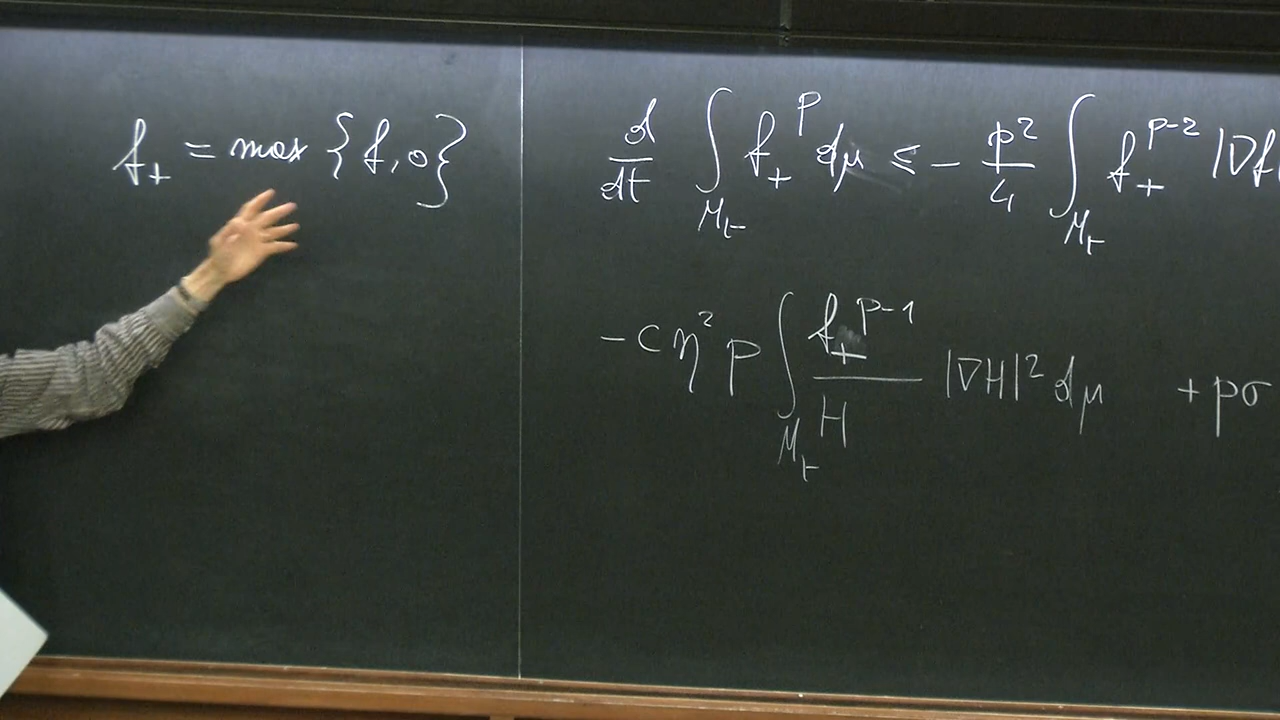 f₊ = max {f, 0}
d/dt ∫_{M_t} f₊^p dμ ≤ - p²/4 ∫_{M_t} f₊^{p-2} |∇f|
- C η² p ∫_{M_t} f₊^{p-1}/H |∇H|² dμ + pσ